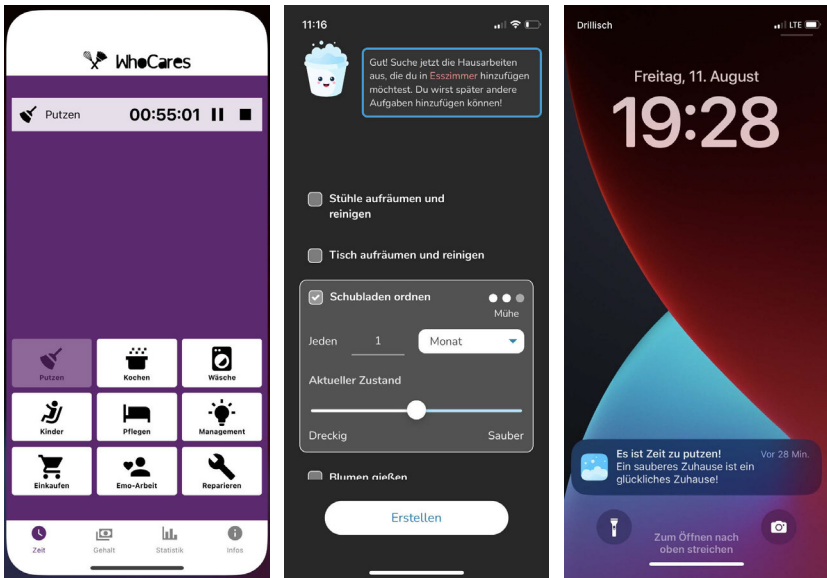 WhoCares
Putzen
00:55:01
Putzen
Kochen
Wäsche
Kinder
Pflegen
Management
Einkaufen
Emo-Arbeit
Reparieren
Zeit
Gehalt
Statistik
Infos
11:16
Gut! Suche jetzt die Hausarbeiten
aus, die du in Esszimmer hinzufügen
möchtest. Du wirst später andere
Aufgaben hinzufügen können!
Stühle aufräumen und
reinigen
Tisch aufräumen und reinigen
Schubladen ordnen
Mühe
Jeden
1
Monat
Aktueller Zustand
Dreckig
Sauber
Blumen gießen
Erstellen
Drillisch
LTE
Freitag, 11. August
19:28
Es ist Zeit zu putzen!
Vor 28 Min.
Ein sauberes Zuhause ist ein
glückliches Zuhause!
Zum Öffnen nach
oben streichen